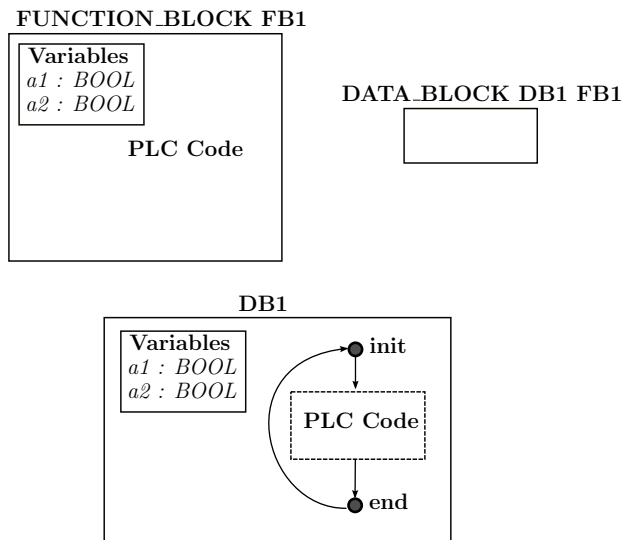 FUNCTION_BLOCK FB1
Variables
a1 : BOOL
a2 : BOOL
PLC Code
DATA_BLOCK DB1 FB1
DB1
Variables
a1 : BOOL
a2 : BOOL
init
PLC Code
end